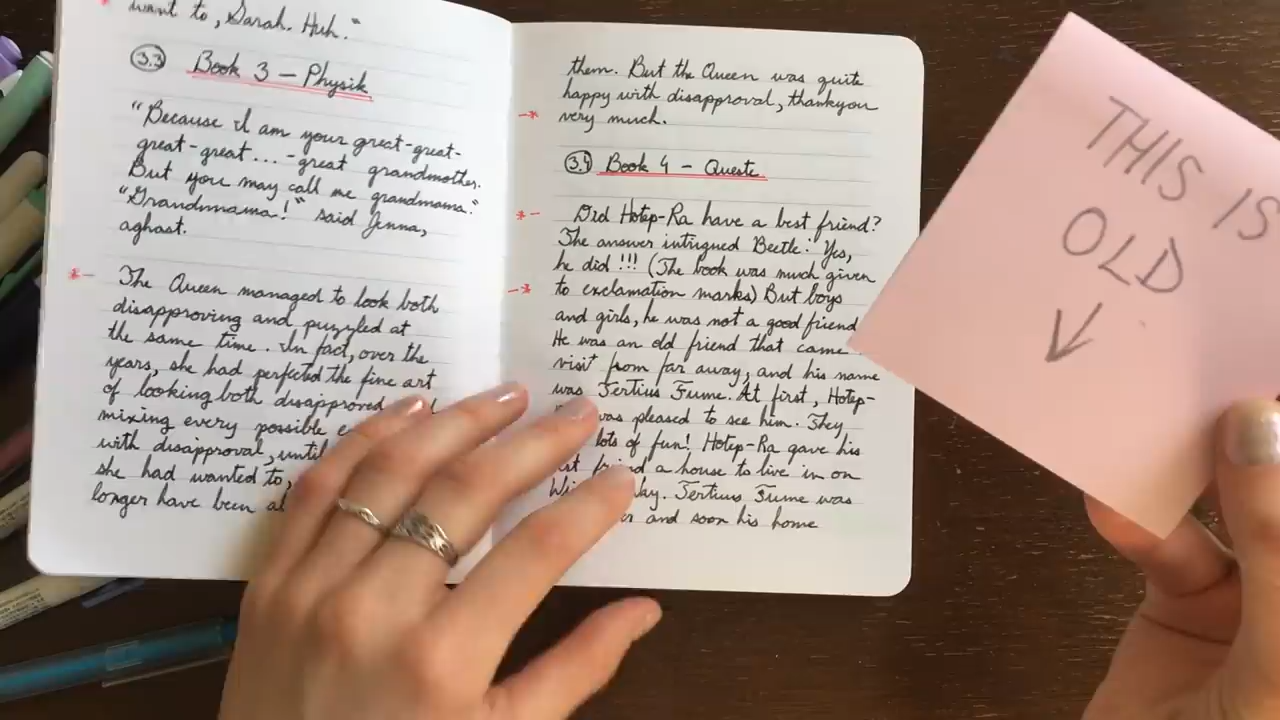 want to, Sarah. Huh."
3.3 Book 3 – Physik
"Because I am your great-great-
great-great...-great grandmother.
But you may call me grandmama."
"Grandmama!" said Jenna,
aghast.
*– The Queen managed to look both
disapproving and puzzled at
the same time. In fact, over the
years, she had perfected the fine art
of looking both disapproved
mixing every possible
with disapproval, until
she had wanted to,
longer have been
them. But the Queen was quite
happy with disapproval, thankyou
–* very much.
3.4 Book 4 – Queste
*– Did Hotep-Ra have a best friend?
The answer intrigued Beetle: Yes,
he did!!! (The book was much given
–* to exclamation marks) But boys
and girls, he was not a good friend
He was an old friend that came
visit from far away, and his name
was Tertius Fume. At first, Hotep-
was pleased to see him. They
lots of fun! Hotep-Ra gave his
friend a house to live in on
Tertius Fume was
and soon his home
THIS IS
OLD
↓